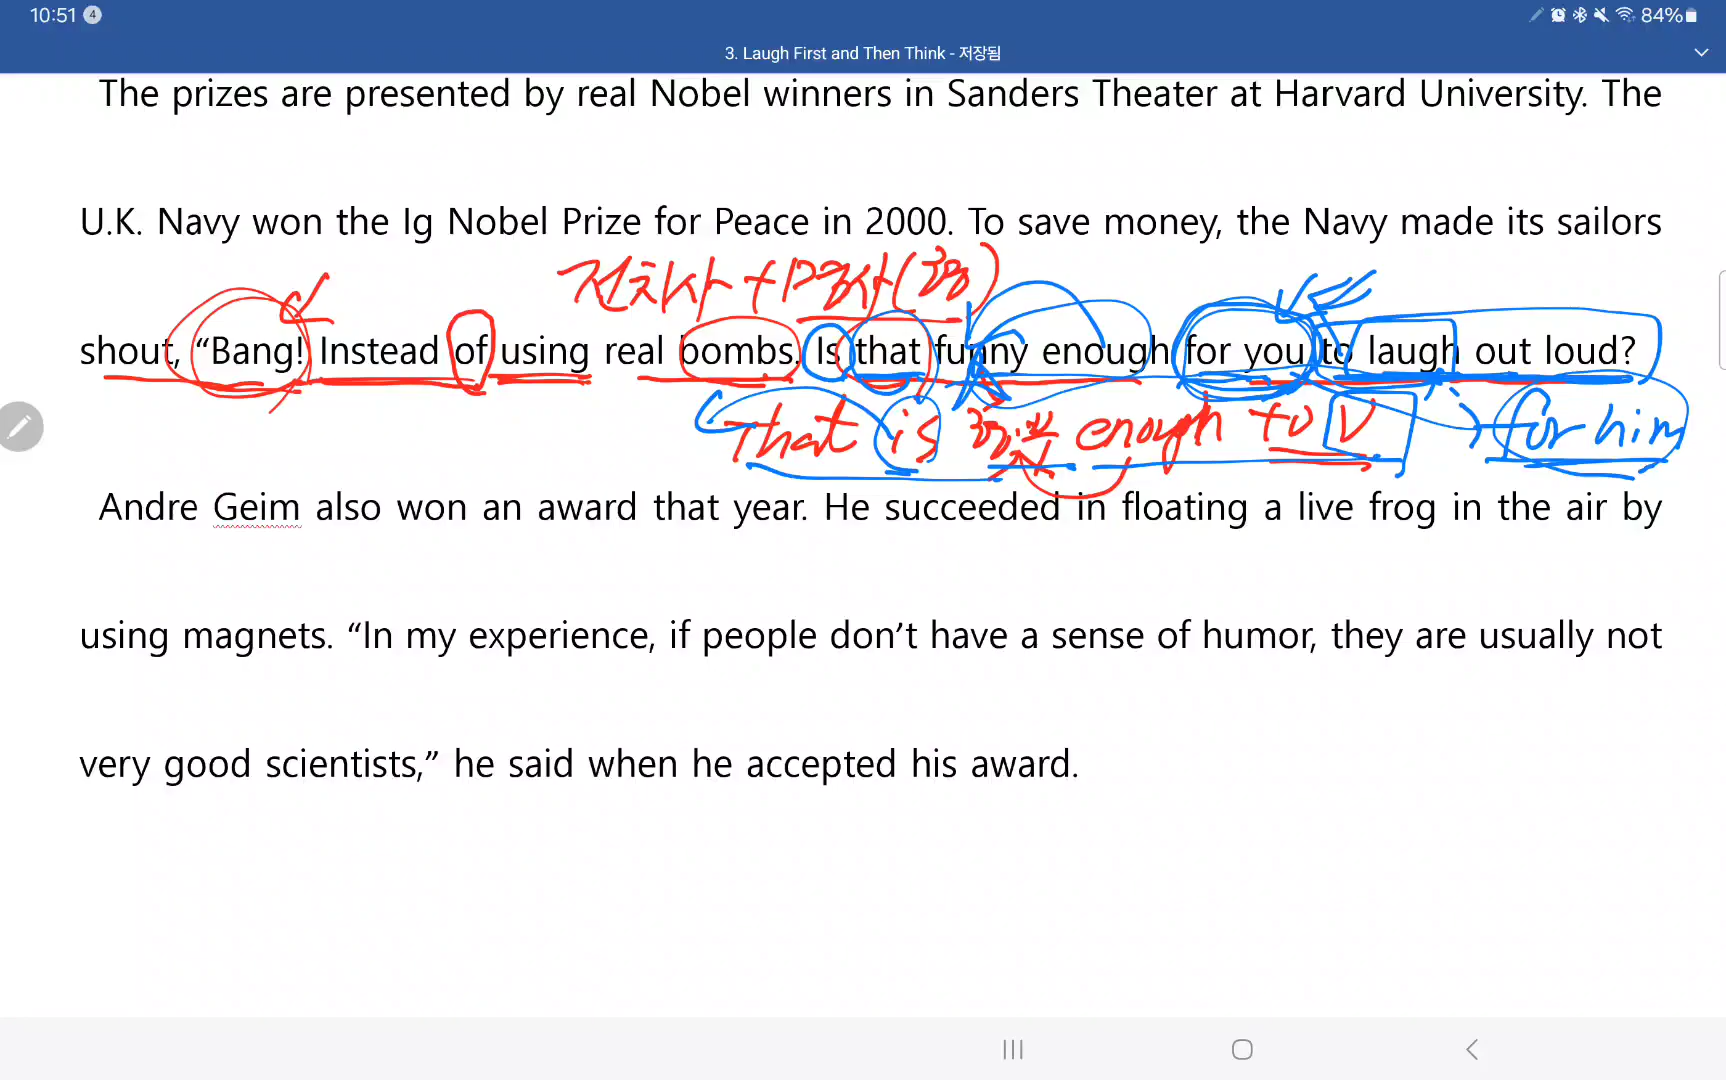 10:51 4 84%
3. Laugh First and Then Think - 저장됨
The prizes are presented by real Nobel winners in Sanders Theater at Harvard University. The
U.K. Navy won the Ig Nobel Prize for Peace in 2000. To save money, the Navy made its sailors
전치사 + 명사(동)
shout, “Bang! Instead of using real bombs. Is that funny enough for you to laugh out loud?
That is enough to V for him
Andre Geim also won an award that year. He succeeded in floating a live frog in the air by
using magnets. “In my experience, if people don’t have a sense of humor, they are usually not
very good scientists,” he said when he accepted his award.